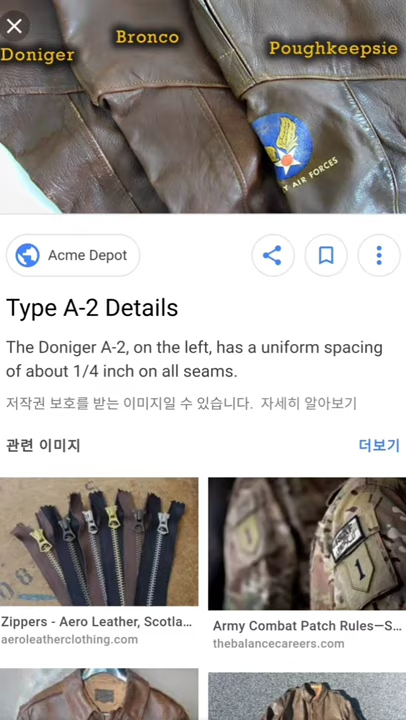 Doniger
Bronco
Poughkeepsie
Y AIR FORCES
Acme Depot
Type A-2 Details
The Doniger A-2, on the left, has a uniform spacing
of about 1/4 inch on all seams.
저작권 보호를 받는 이미지일 수 있습니다. 자세히 알아보기
관련 이미지
더보기
Zippers - Aero Leather, Scotla...
aeroleatherclothing.com
Army Combat Patch Rules—S...
thebalancecareers.com
1